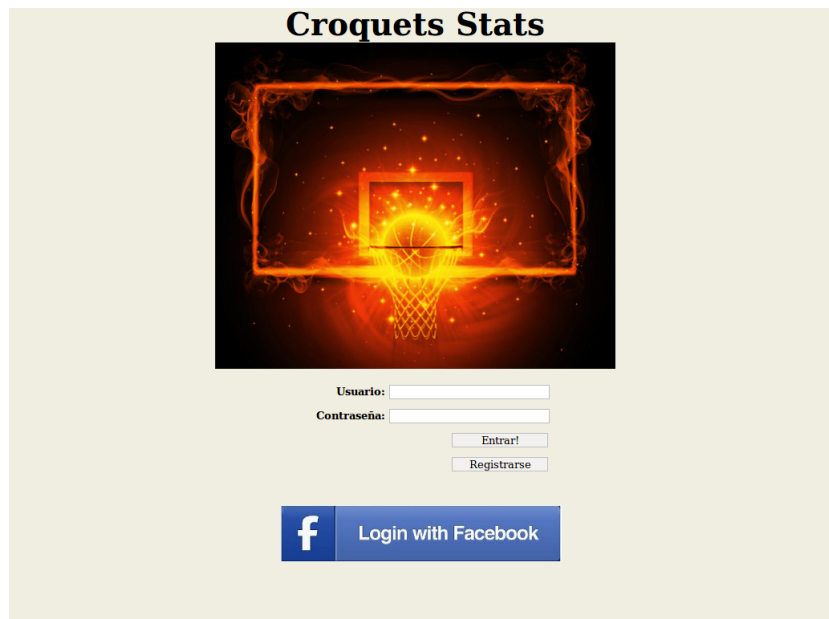 Croquets Stats
Usuario:
Contraseña:
Entrar!
Registrarse
f Login with Facebook